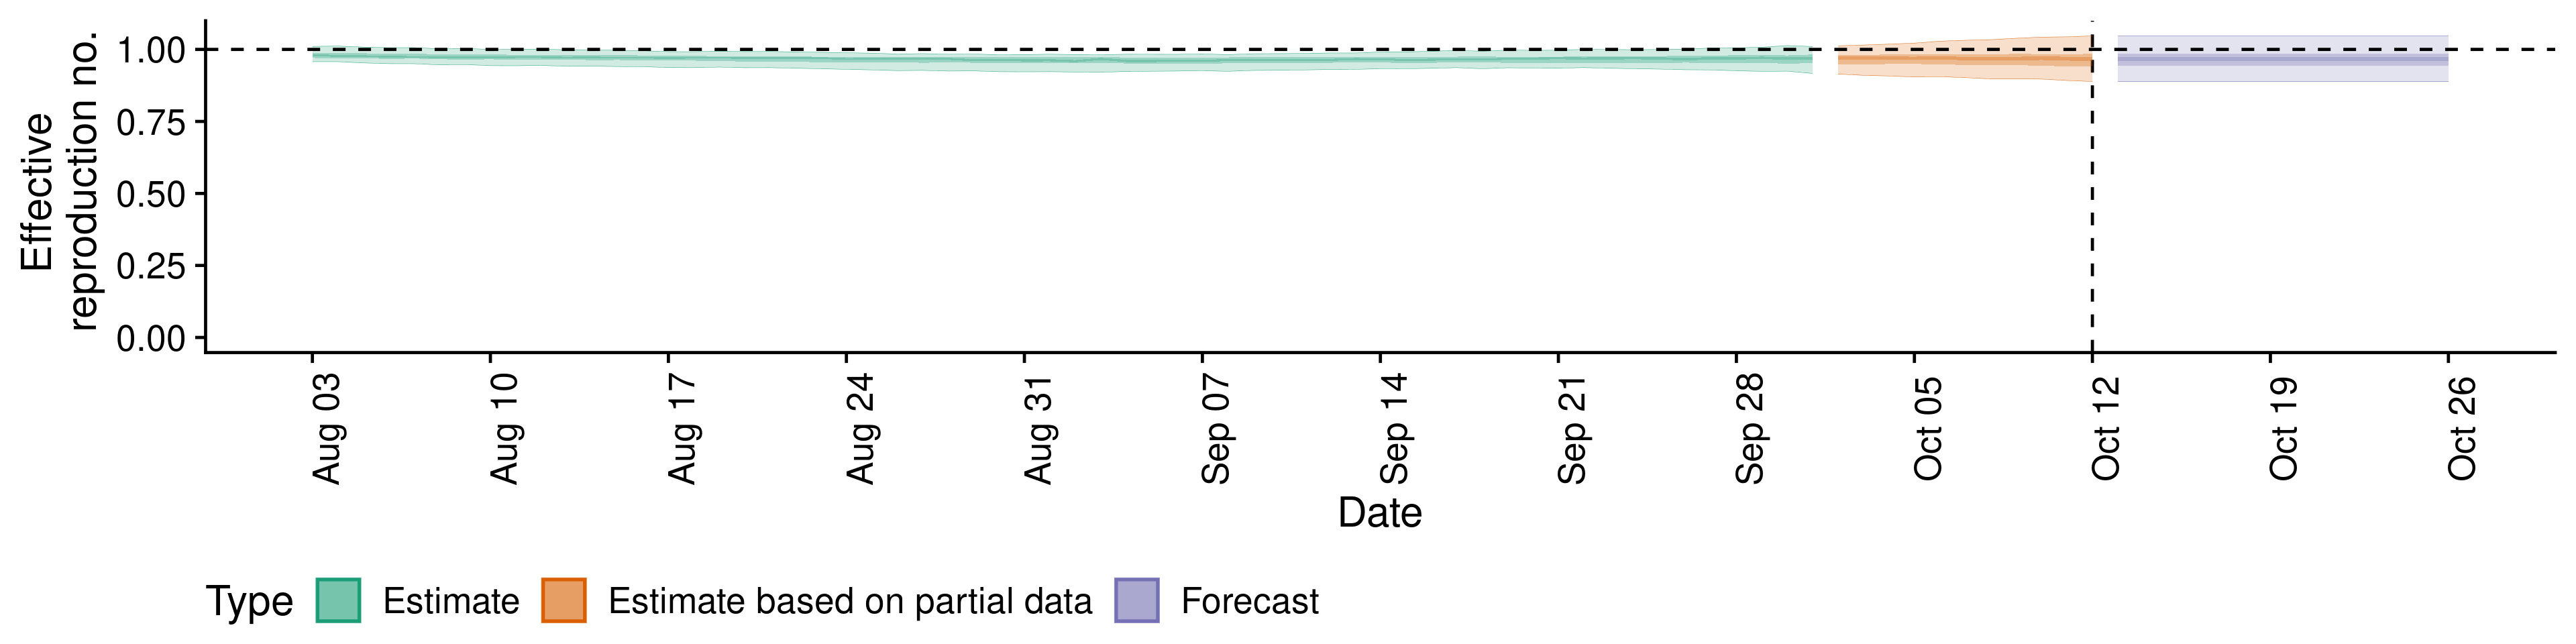 Effective
reproduction no.
1.00
0.75
0.50
0.25
0.00
Aug 03
Aug 10
Aug 17
Aug 24
Aug 31
Sep 07
Sep 14
Sep 21
Sep 28
Oct 05
Oct 12
Oct 19
Oct 26
Date
Type Estimate Estimate based on partial data Forecast